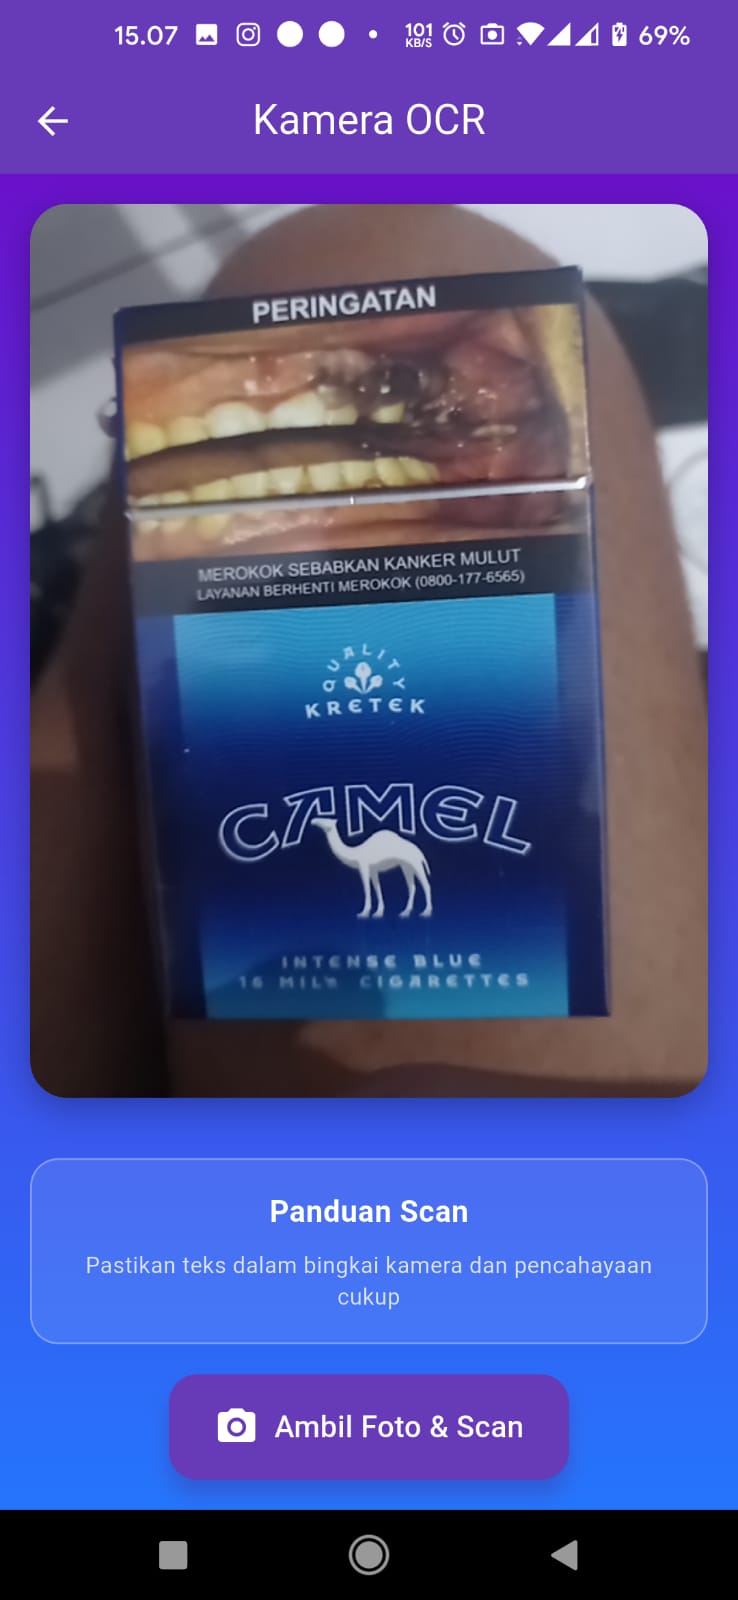 15.07
101
KB/S
69%
Kamera OCR
PERINGATAN
MEROKOK SEBABKAN KANKER MULUT
LAYANAN BERHENTI MEROKOK (0800-177-6565)
QUALITY
KRETEK
CAMEL
INTENSE BLUE
16 MILD CIGARETTES
Panduan Scan
Pastikan teks dalam bingkai kamera dan pencahayaan
cukup
Ambil Foto & Scan